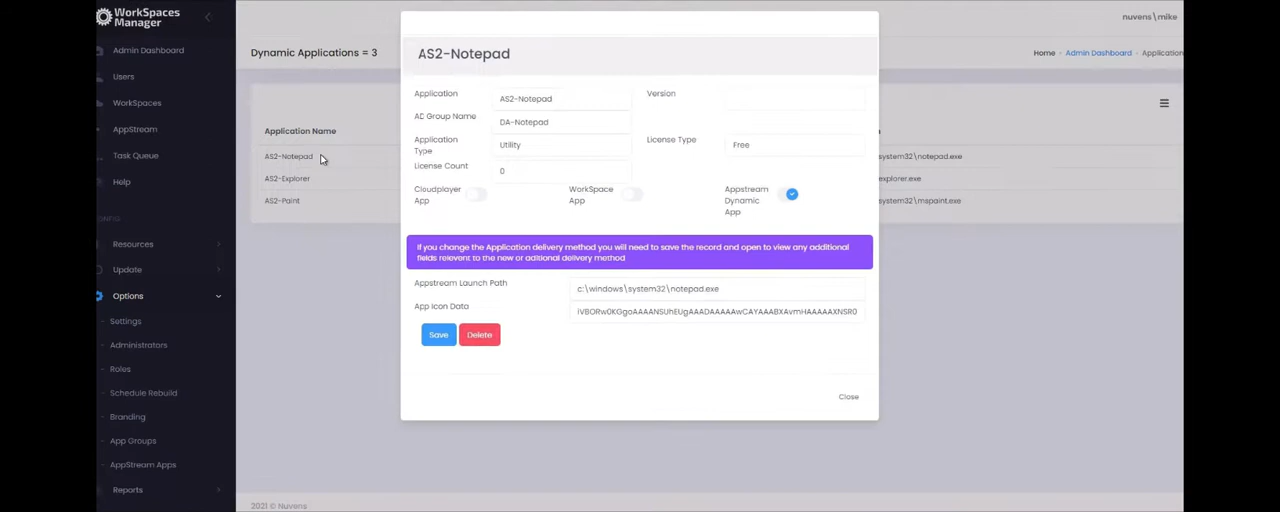 WorkSpaces
Manager
nuvens\mike
Admin Dashboard
Users
WorkSpaces
AppStream
Task Queue
Help
Resources
Update
Options
Settings
Administrators
Roles
Schedule Rebuild
Branding
App Groups
AppStream Apps
Reports
Dynamic Applications = 3
Home - Admin Dashboard - Application
Application Name
AS2-Notepad
system32\notepad.exe
AS2-Explorer
explorer.exe
AS2-Paint
system32\mspaint.exe
AS2-Notepad
Application AS2-Notepad Version
AD Group Name DA-Notepad
Application
Type Utility License Type Free
License Count 0
Cloudplayer
App
WorkSpace
App
Appstream
Dynamic
App
If you change the Application delivery method you will need to save the record and open to view any additional
fields relevent to the new or aditional delivery method
Appstream Launch Path c:\windows\system32\notepad.exe
App Icon Data
Save Delete
Close
2021 © Nuvens